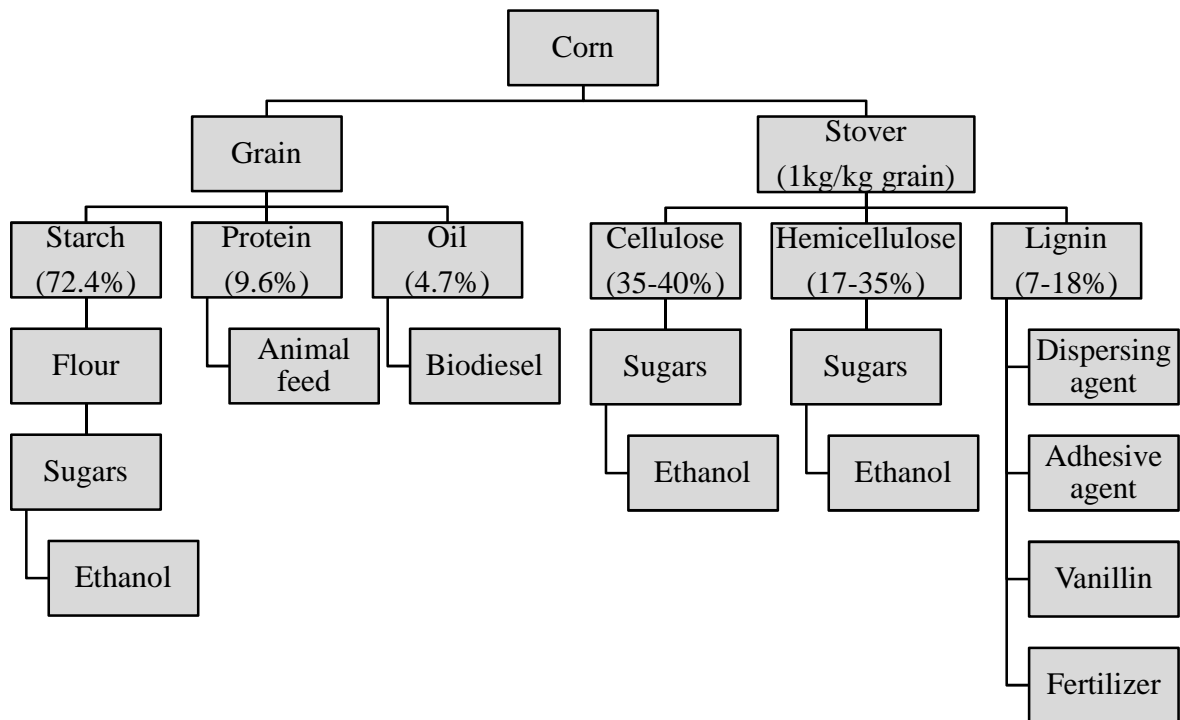 Corn
Grain
Stover
(1kg/kg grain)
Starch
(72.4%)
Protein
(9.6%)
Oil
(4.7%)
Cellulose
(35-40%)
Hemicellulose
(17-35%)
Lignin
(7-18%)
Flour
Animal
feed
Biodiesel
Sugars
Sugars
Dispersing
agent
Sugars
Ethanol
Ethanol
Adhesive
agent
Ethanol
Vanillin
Fertilizer